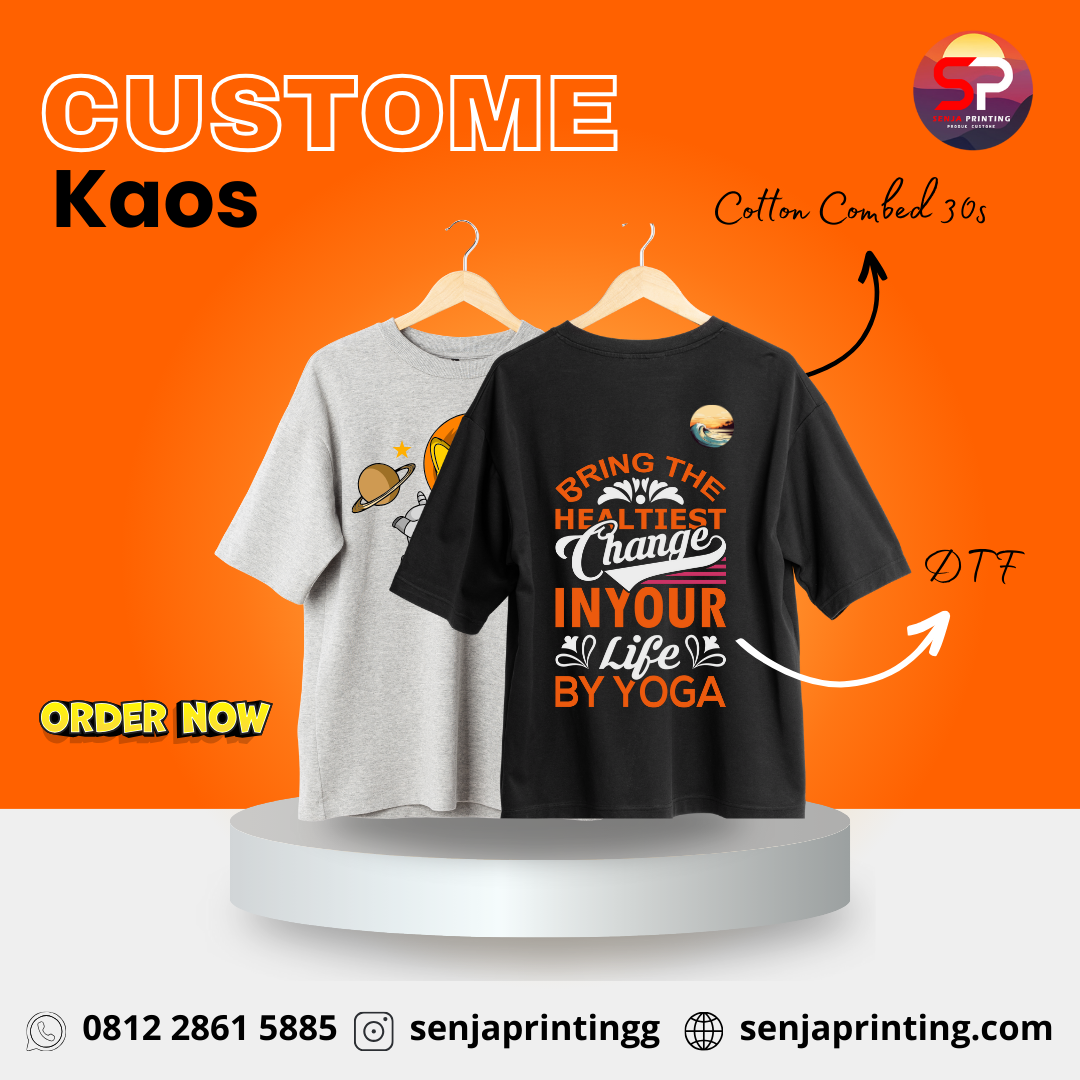 CUSTOME
Kaos
SP
SENJA PRINTING
PRODUK CUSTOME
Cotton Combed 30s
BRING THE
HEALTIEST
Change
INYOUR
Life
BY YOGA
DTF
ORDER NOW
0812 2861 5885
senjaprintingg
senjaprinting.com